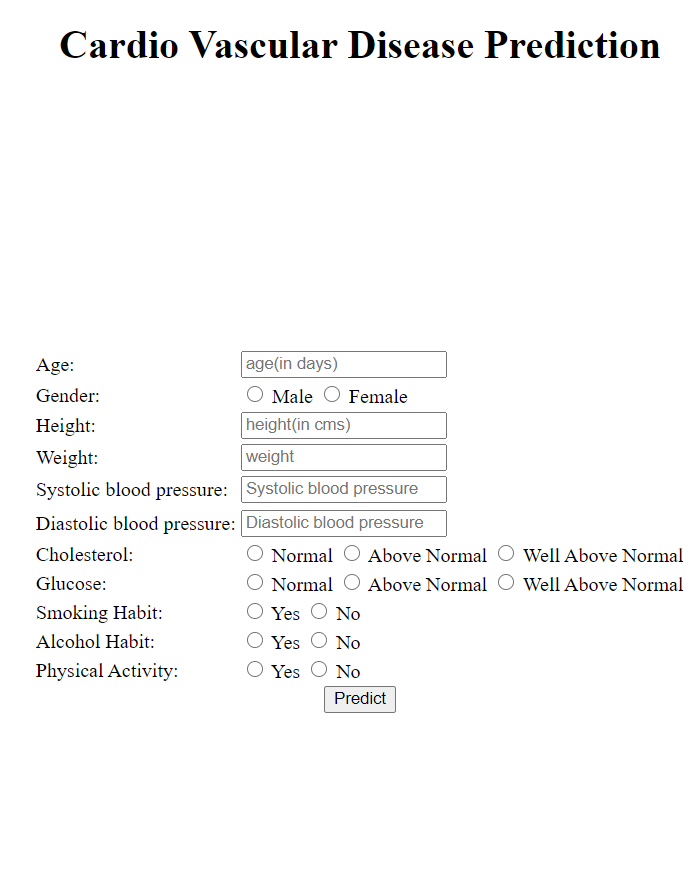 Cardio Vascular Disease Prediction
Age: age(in days)
Gender: Male Female
Height: height(in cms)
Weight: weight
Systolic blood pressure: Systolic blood pressure
Diastolic blood pressure: Diastolic blood pressure
Cholesterol: Normal Above Normal Well Above Normal
Glucose: Normal Above Normal Well Above Normal
Smoking Habit: Yes No
Alcohol Habit: Yes No
Physical Activity: Yes No
Predict